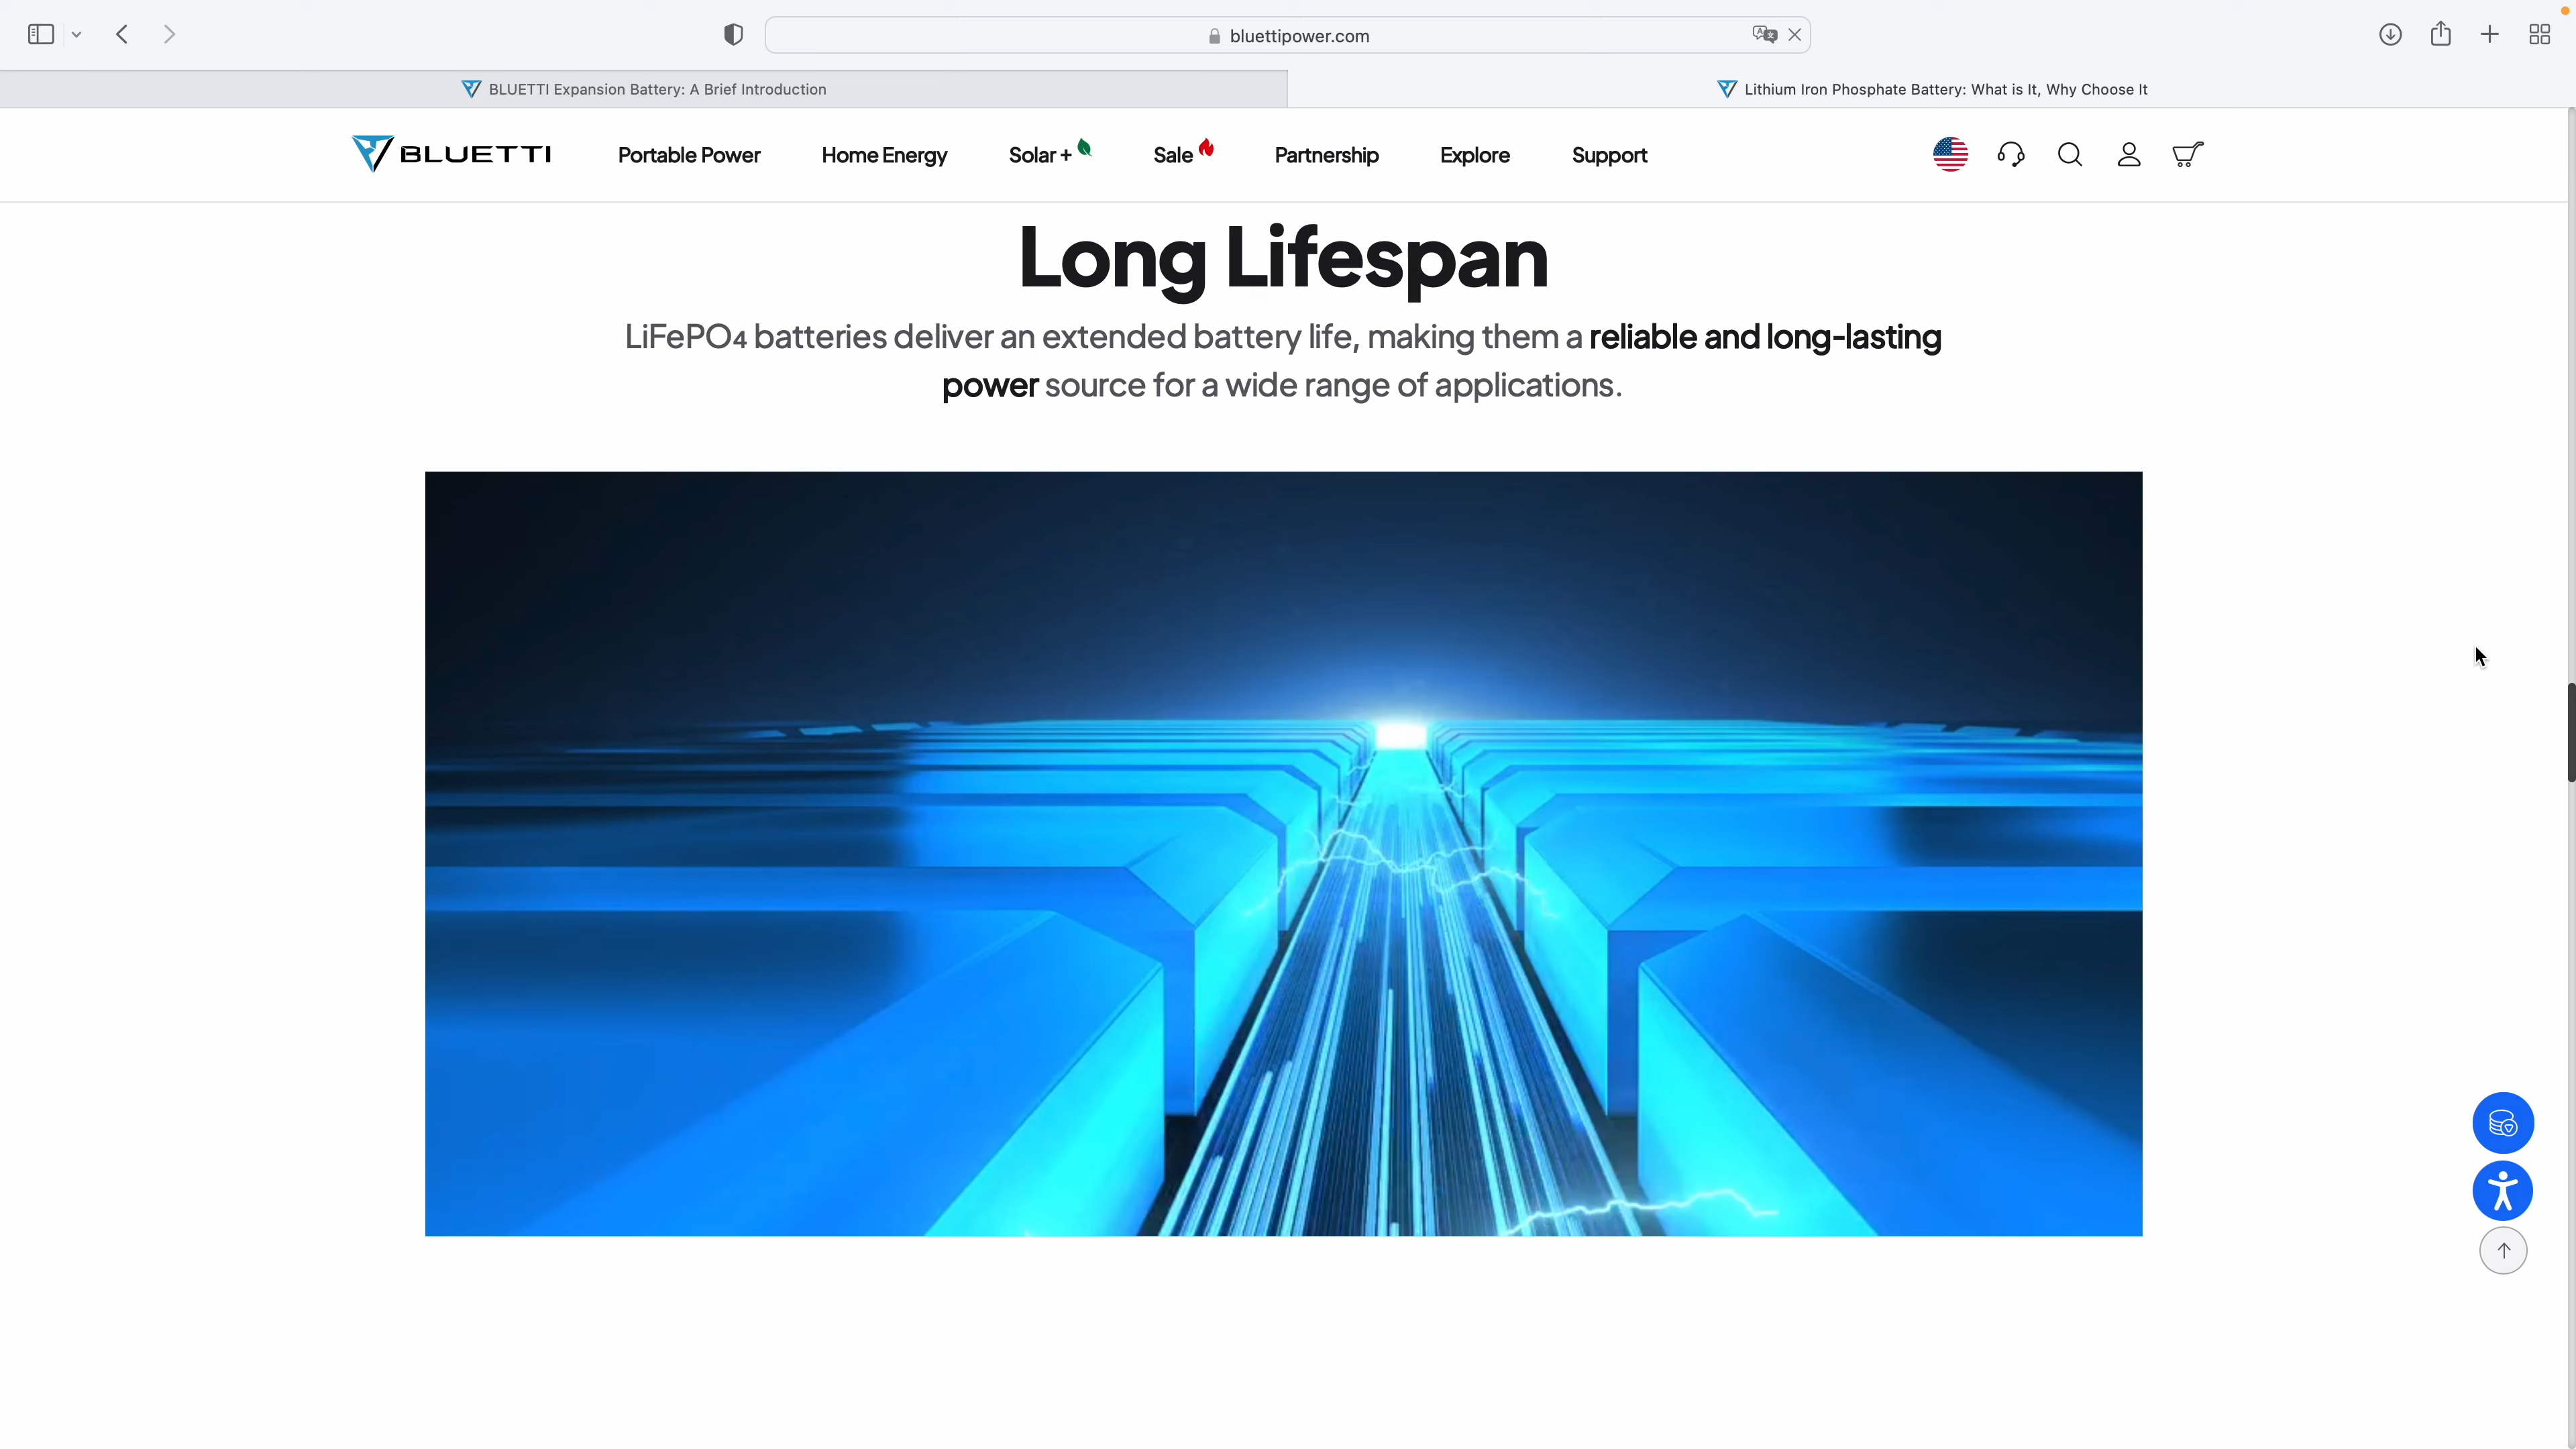 bluettipower.com
BLUETTI Expansion Battery: A Brief Introduction
Lithium Iron Phosphate Battery: What is It, Why Choose It
BLUETTI
Portable Power
Home Energy
Solar +
Sale
Partnership
Explore
Support
Long Lifespan
LiFePO4 batteries deliver an extended battery life, making them a reliable and long-lasting
power source for a wide range of applications.